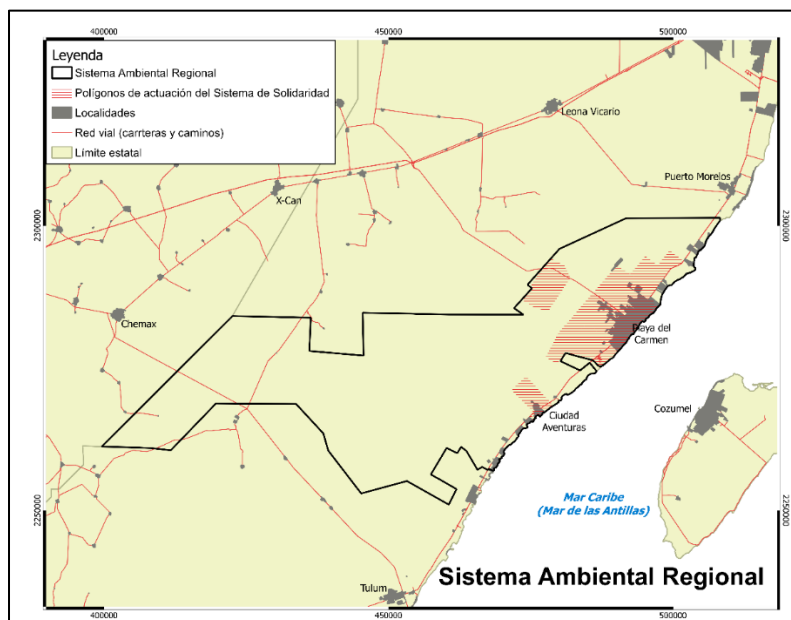 400000
450000
500000
Leyenda
Sistema Ambiental Regional
Polígonos de actuación del Sistema de Solidaridad
Localidades
Red vial (carrteras y caminos)
Límite estatal
Leona Vicario
Puerto Morelos
X-Can
2300000
2300000
Chemax
Playa del
Carmen
Ciudad
Aventuras
Cozumel
Mar Caribe
(Mar de las Antillas)
2250000
2250000
Sistema Ambiental Regional
Tulum
400000
450000
500000